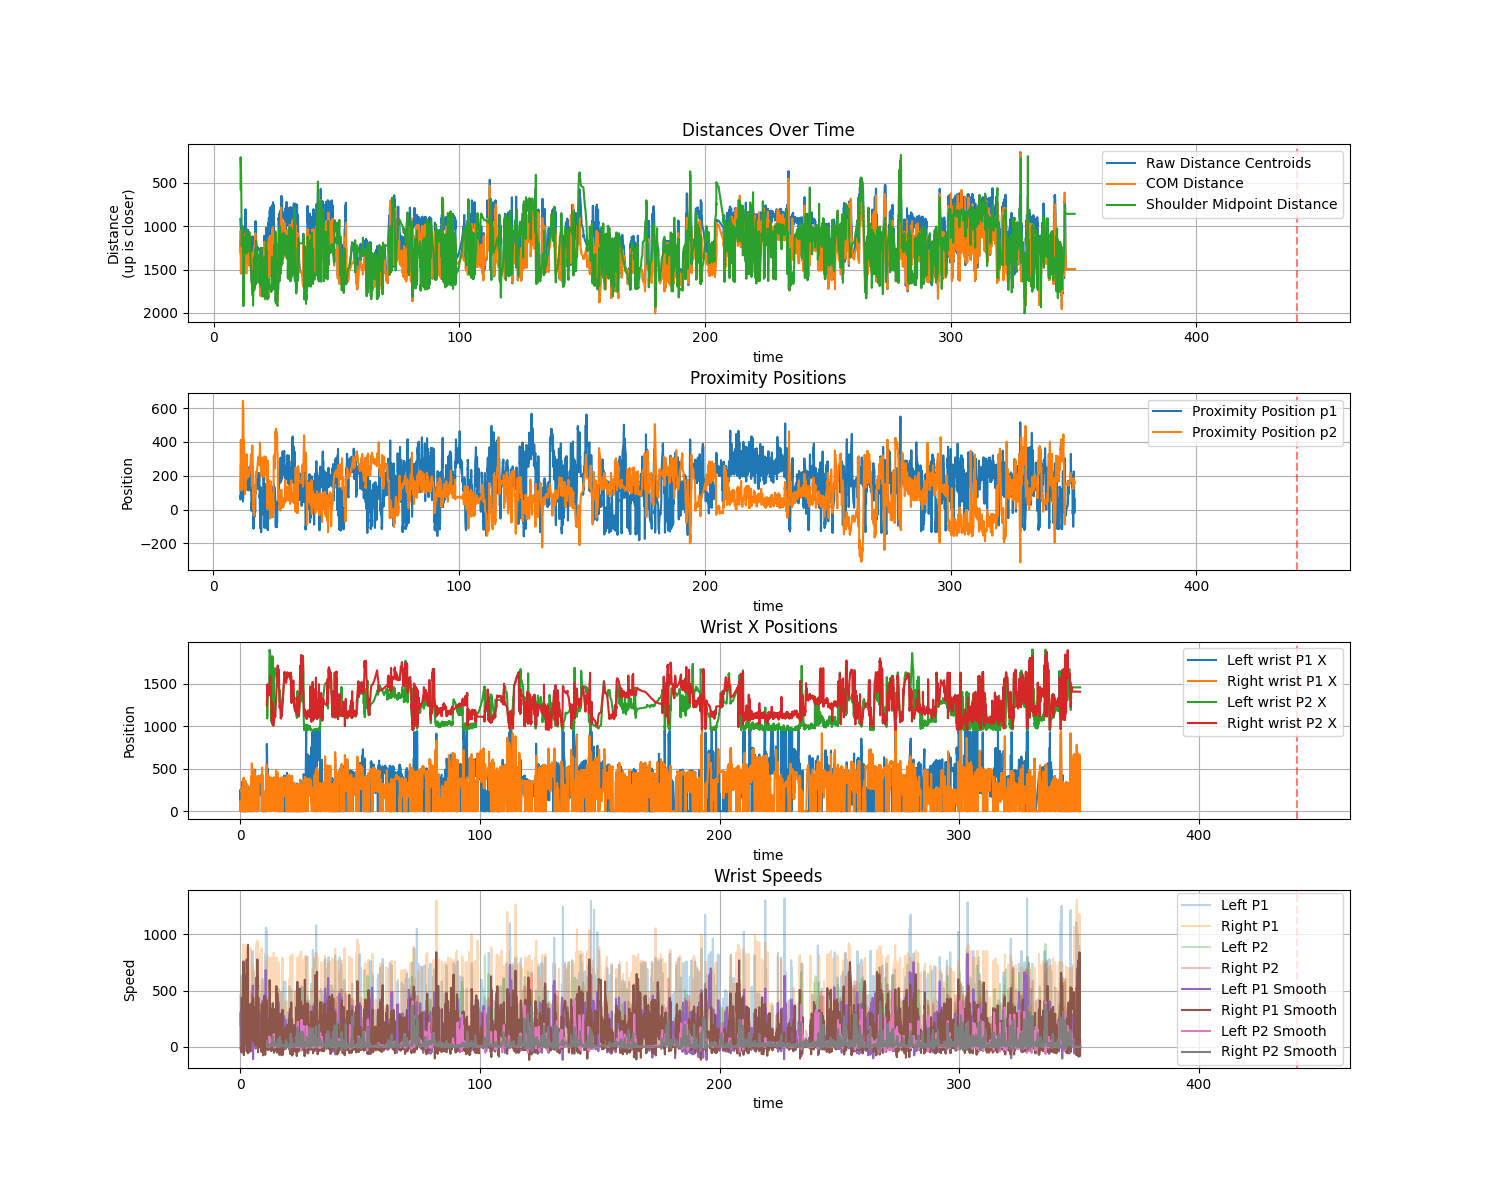 Distances Over Time
Distance
(up is closer)
500
1000
1500
2000
Raw Distance Centroids
COM Distance
Shoulder Midpoint Distance
0 100 200 300 400
time
Proximity Positions
Position
600
400
200
0
−200
Proximity Position p1
Proximity Position p2
0 100 200 300 400
time
Wrist X Positions
Position
1500
1000
500
0
Left wrist P1 X
Right wrist P1 X
Left wrist P2 X
Right wrist P2 X
0 100 200 300 400
time
Wrist Speeds
Speed
1000
500
0
Left P1
Right P1
Left P2
Right P2
Left P1 Smooth
Right P1 Smooth
Left P2 Smooth
Right P2 Smooth
0 100 200 300 400
time